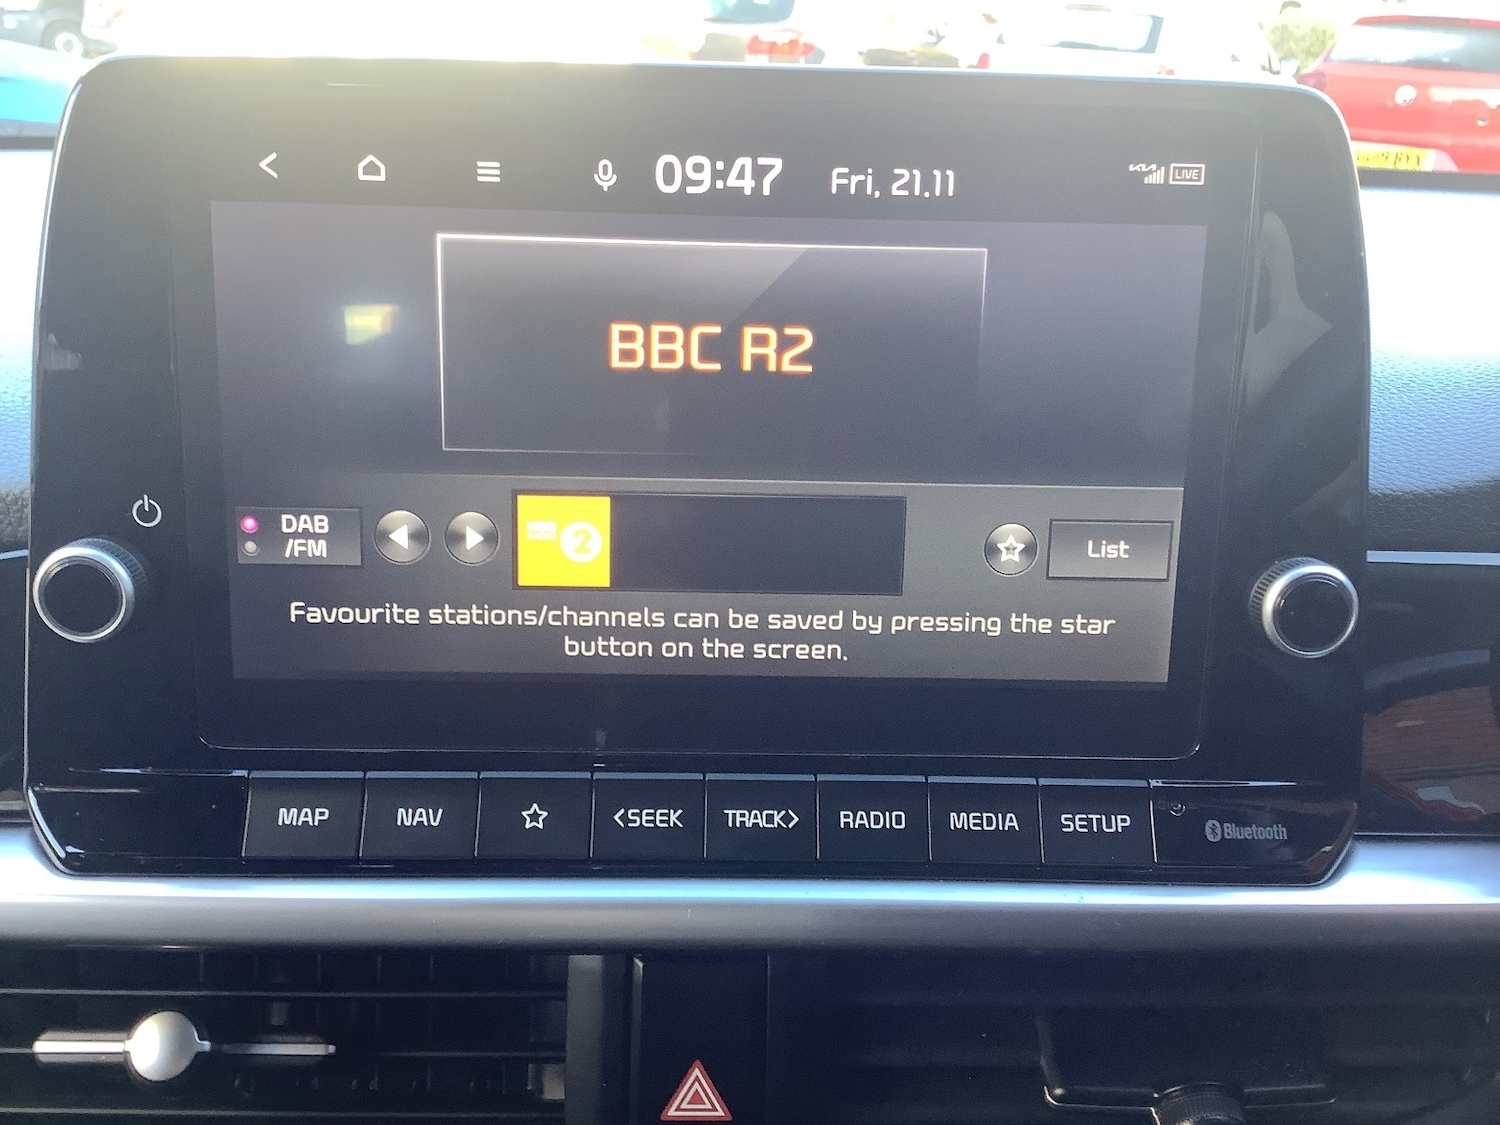 09:47 Fri, 21.11 LIVE
BBC R2
DAB
/FM
2
List
Favourite stations/channels can be saved by pressing the star
button on the screen.
MAP NAV <SEEK TRACK> RADIO MEDIA SETUP
Bluetooth